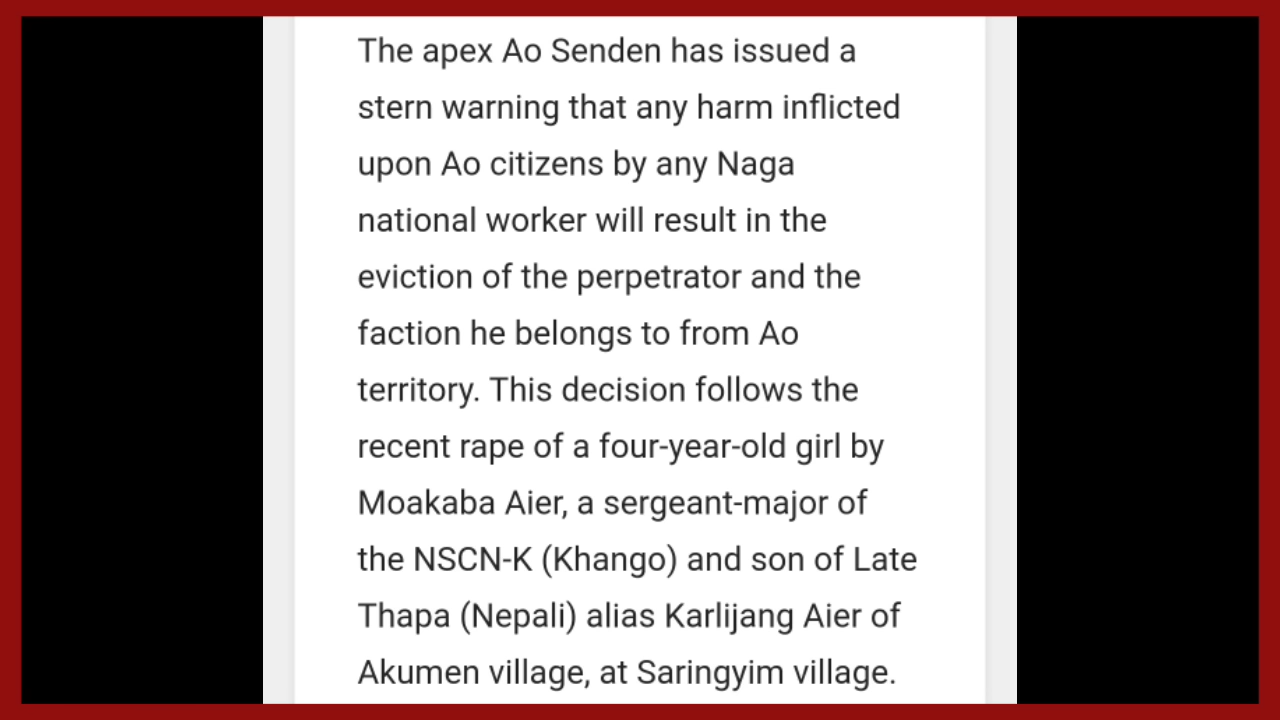 The apex Ao Senden has issued a
stern warning that any harm inflicted
upon Ao citizens by any Naga
national worker will result in the
eviction of the perpetrator and the
faction he belongs to from Ao
territory. This decision follows the
recent rape of a four-year-old girl by
Moakaba Aier, a sergeant-major of
the NSCN-K (Khango) and son of Late
Thapa (Nepali) alias Karlijang Aier of
Akumen village, at Saringyim village.